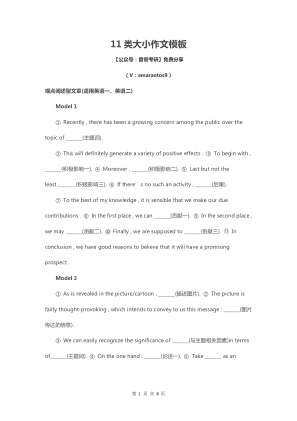 11 类大小作文模板
【公众号：晋哥考研】免费分享
（V：amarantos9）
观点阐述型文章(适用英语一、英语二)
Model 1
① Recently , there has been a growing concern among the public over the
topic of ______(主题词).
② This will definitely generate a variety of positive effects . ③ To begin with ,
______(积极影响一). ④ Moreover , ______(积极影响二). ⑤ Last but not the
least ,______(积极影响三). ⑥ If there’s no such an activity , ______(后果).
⑦ To the best of my knowledge , it is sensible that we make our due
contributions . ⑧ In the first place , we can ______(贡献一). ⑨ In the second place ,
we may ______(贡献二). ⑩ Finally , we are supposed to ______(贡献三). ⑪ In
conclusion , we have good reasons to believe that it will have a promising
prospect .
Model 2
① As is revealed in the picture/cartoon , ______(描述图片). ② The picture is
fairly thought-provoking , which intends to convey to us this message : ______(图片
传达的信息).
③ We can easily recognize the significance of ______(与主题相关因素)in terms
of______(主题词). ④ On the one hand , ______(论述一). ⑤ Take ______ as an
第 1 页 共 8 页